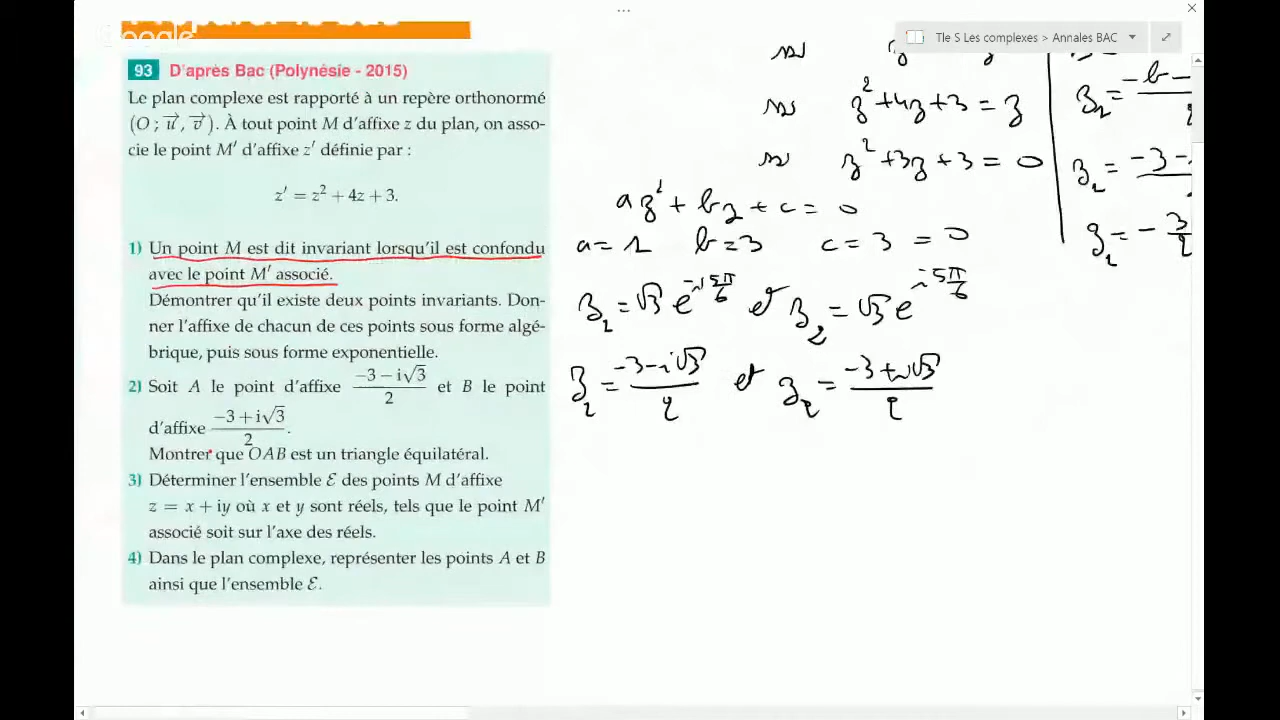 Google
Tle S Les complexes > Annales BAC
93 D'après Bac (Polynésie - 2015)
Le plan complexe est rapporté à un repère orthonormé
(O ; u⃗, v⃗). À tout point M d'affixe z du plan, on asso-
cie le point M′ d'affixe z′ définie par :
z′ = z² + 4z + 3.
1) Un point M est dit invariant lorsqu'il est confondu
avec le point M′ associé.
Démontrer qu'il existe deux points invariants. Don-
ner l'affixe de chacun de ces points sous forme algé-
brique, puis sous forme exponentielle.
2) Soit A le point d'affixe (−3 − i√3)/2 et B le point
d'affixe (−3 + i√3)/2.
Montrer que OAB est un triangle équilatéral.
3) Déterminer l'ensemble ℰ des points M d'affixe
z = x + iy où x et y sont réels, tels que le point M′
associé soit sur l'axe des réels.
4) Dans le plan complexe, représenter les points A et B
ainsi que l'ensemble ℰ.
z² + 4z + 3 = z
z² + 3z + 3 = 0
az² + bz + c = 0
a = 1 b = 3 c = 3 = 0
z₁ = √3 e^(−i5π/6) et z₂ = √3 e^(i5π/6)
z₁ = (−3 − i√3)/2 et z₂ = (−3 + i√3)/2
z₂ = −b −
z₂ = −3 −
z₂ = −3/2